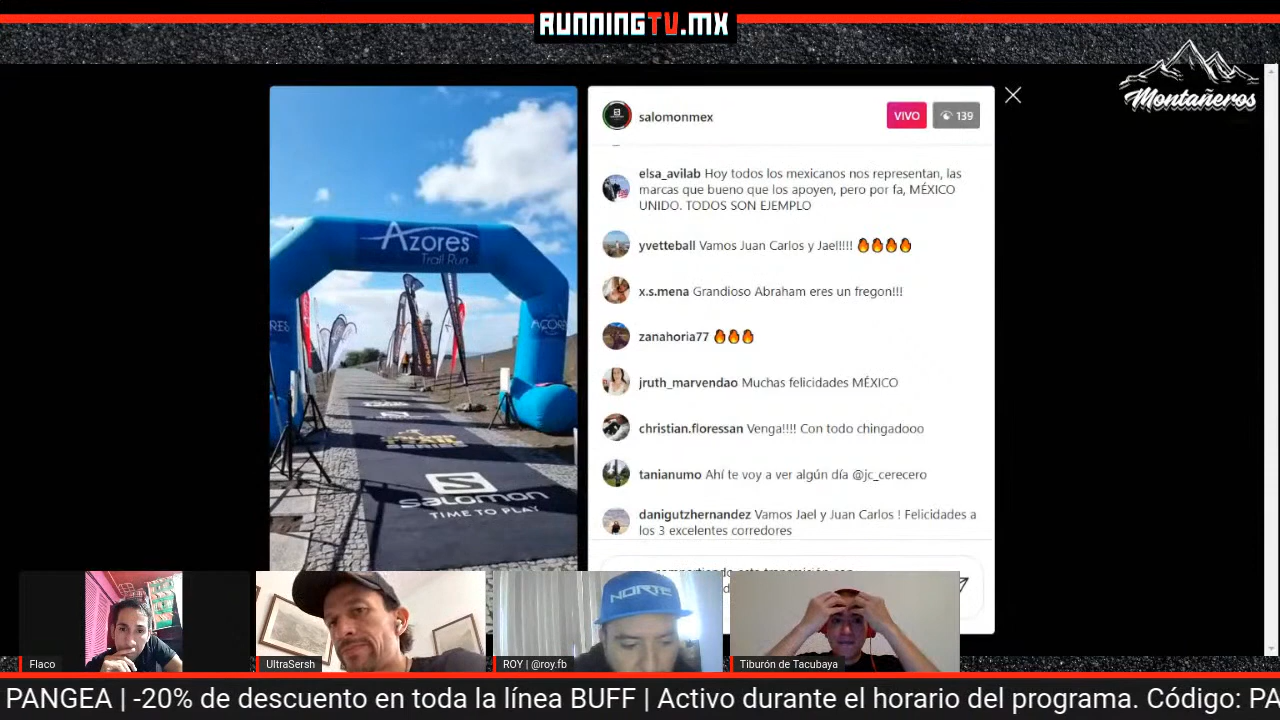 RUNNINGTV.MX
Montañeros
salomonmex
VIVO
139
elsa_avilab Hoy todos los mexicanos nos representan, las
marcas que bueno que los apoyen, pero por fa, MÉXICO
UNIDO. TODOS SON EJEMPLO
yvetteball Vamos Juan Carlos y Jael!!!! 🔥🔥🔥🔥
x.s.mena Grandioso Abraham eres un fregon!!!
zanahoria77 🔥🔥🔥
jruth_marvendao Muchas felicidades MÉXICO
christian.floressan Venga!!!! Con todo chingadooo
tanianumo Ahí te voy a ver algún día @jc_cerecero
danigutzhernandez Vamos Jael y Juan Carlos ! Felicidades a
los 3 excelentes corredores
Azores
Trail Run
SERIES
SALOMON
TIME TO PLAY
NORTE
Flaco
UltraSersh
ROY | @roy.fb
Tiburón de Tacubaya
PANGEA | -20% de descuento en toda la línea BUFF | Activo durante el horario del programa. Código: PA